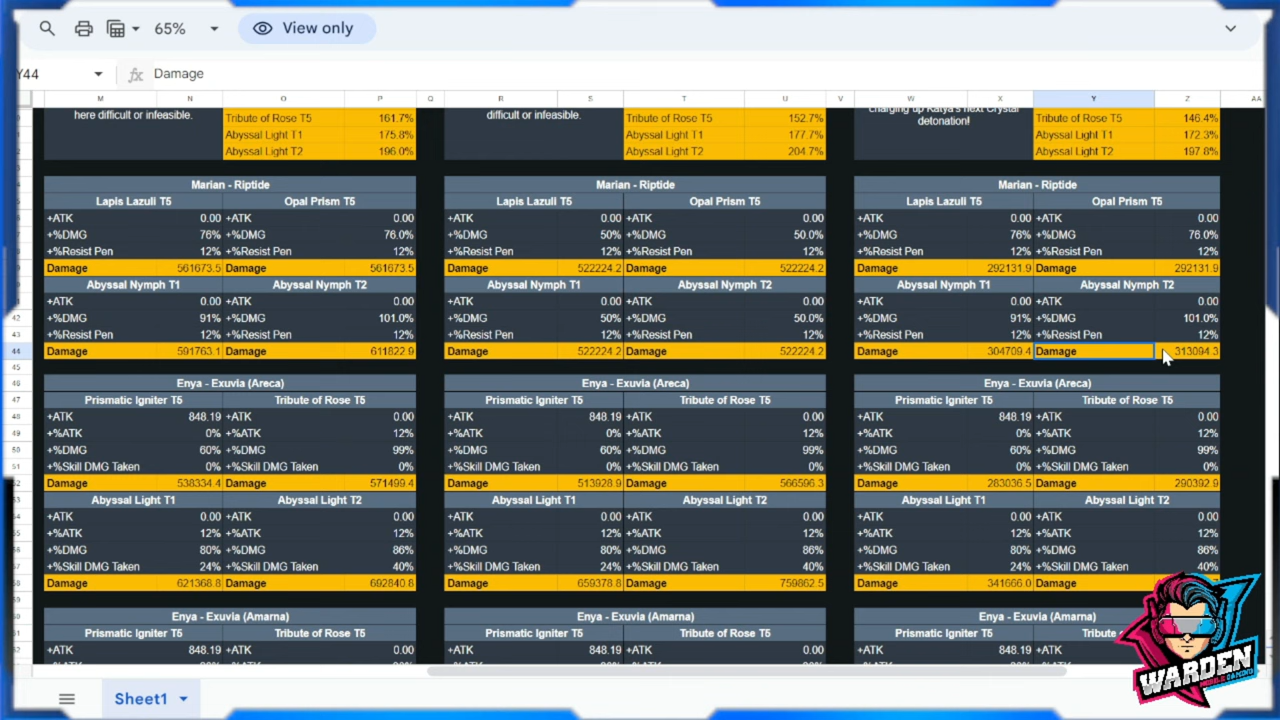 65% View only
Y44 fx Damage
M N O P Q R S T U V W X Y Z AA
here difficult or infeasible. Tribute of Rose T5 161.7% difficult or infeasible. Tribute of Rose T5 152.7% charging up Katya's next Crystal Tribute of Rose T5 146.4%
Abyssal Light T1 175.8% Abyssal Light T1 177.7% detonation! Abyssal Light T1 172.3%
Abyssal Light T2 196.0% Abyssal Light T2 204.7% Abyssal Light T2 197.8%
Marian - Riptide Marian - Riptide Marian - Riptide
Lapis Lazuli T5 Opal Prism T5 Lapis Lazuli T5 Opal Prism T5 Lapis Lazuli T5 Opal Prism T5
+ATK 0.00 +ATK 0.00 +ATK 0.00 +ATK 0.00 +ATK 0.00 +ATK 0.00
+%DMG 76% +%DMG 76.0% +%DMG 50% +%DMG 50.0% +%DMG 76% +%DMG 76.0%
+%Resist Pen 12% +%Resist Pen 12% +%Resist Pen 12% +%Resist Pen 12% +%Resist Pen 12% +%Resist Pen 12%
Damage 561673.5 Damage 561673.5 Damage 522224.2 Damage 522224.2 Damage 292131.9 Damage 292131.9
Abyssal Nymph T1 Abyssal Nymph T2 Abyssal Nymph T1 Abyssal Nymph T2 Abyssal Nymph T1 Abyssal Nymph T2
+ATK 0.00 +ATK 0.00 +ATK 0.00 +ATK 0.00 +ATK 0.00 +ATK 0.00
42 +%DMG 91% +%DMG 101.0% +%DMG 50% +%DMG 50.0% +%DMG 91% +%DMG 101.0%
43 +%Resist Pen 12% +%Resist Pen 12% +%Resist Pen 12% +%Resist Pen 12% +%Resist Pen 12% +%Resist Pen 12%
44 Damage 591763.1 Damage 611822.9 Damage 522224.2 Damage 522224.2 Damage 304709.4 Damage 313094.3
45
46 Enya - Exuvia (Areca) Enya - Exuvia (Areca) Enya - Exuvia (Areca)
47 Prismatic Igniter T5 Tribute of Rose T5 Prismatic Igniter T5 Tribute of Rose T5 Prismatic Igniter T5 Tribute of Rose T5
48 +ATK 848.19 +ATK 0.00 +ATK 848.19 +ATK 0.00 +ATK 848.19 +ATK 0.00
49 +%ATK 0% +%ATK 12% +%ATK 0% +%ATK 12% +%ATK 0% +%ATK 12%
50 +%DMG 60% +%DMG 99% +%DMG 60% +%DMG 99% +%DMG 60% +%DMG 99%
51 +%Skill DMG Taken 0% +%Skill DMG Taken 0% +%Skill DMG Taken 0% +%Skill DMG Taken 0% +%Skill DMG Taken 0% +%Skill DMG Taken 0%
Damage 538334.4 Damage 571499.4 Damage 513928.9 Damage 566596.3 Damage 283036.5 Damage 290392.9
Abyssal Light T1 Abyssal Light T2 Abyssal Light T1 Abyssal Light T2 Abyssal Light T1 Abyssal Light T2
+ATK 0.00 +ATK 0.00 +ATK 0.00 +ATK 0.00 +ATK 0.00 +ATK 0.00
+%ATK 12% +%ATK 12% +%ATK 12% +%ATK 12% +%ATK 12% +%ATK 12%
+%DMG 80% +%DMG 86% +%DMG 80% +%DMG 86% +%DMG 80% +%DMG 86%
+%Skill DMG Taken 24% +%Skill DMG Taken 40% +%Skill DMG Taken 24% +%Skill DMG Taken 40% +%Skill DMG Taken 24% +%Skill DMG Taken 40%
Damage 621368.8 Damage 692840.8 Damage 659378.8 Damage 759862.5 Damage 341666.0 Damage
Enya - Exuvia (Amarna) Enya - Exuvia (Amarna) Enya - Exuvia (Amarna)
Prismatic Igniter T5 Tribute of Rose T5 Prismatic Igniter T5 Tribute of Rose T5 Prismatic Igniter T5 Tribute
+ATK 848.19 +ATK 0.00 +ATK 848.19 +ATK 0.00 +ATK 848.19 +ATK
WARDEN
MOBILE GAMING
Sheet1